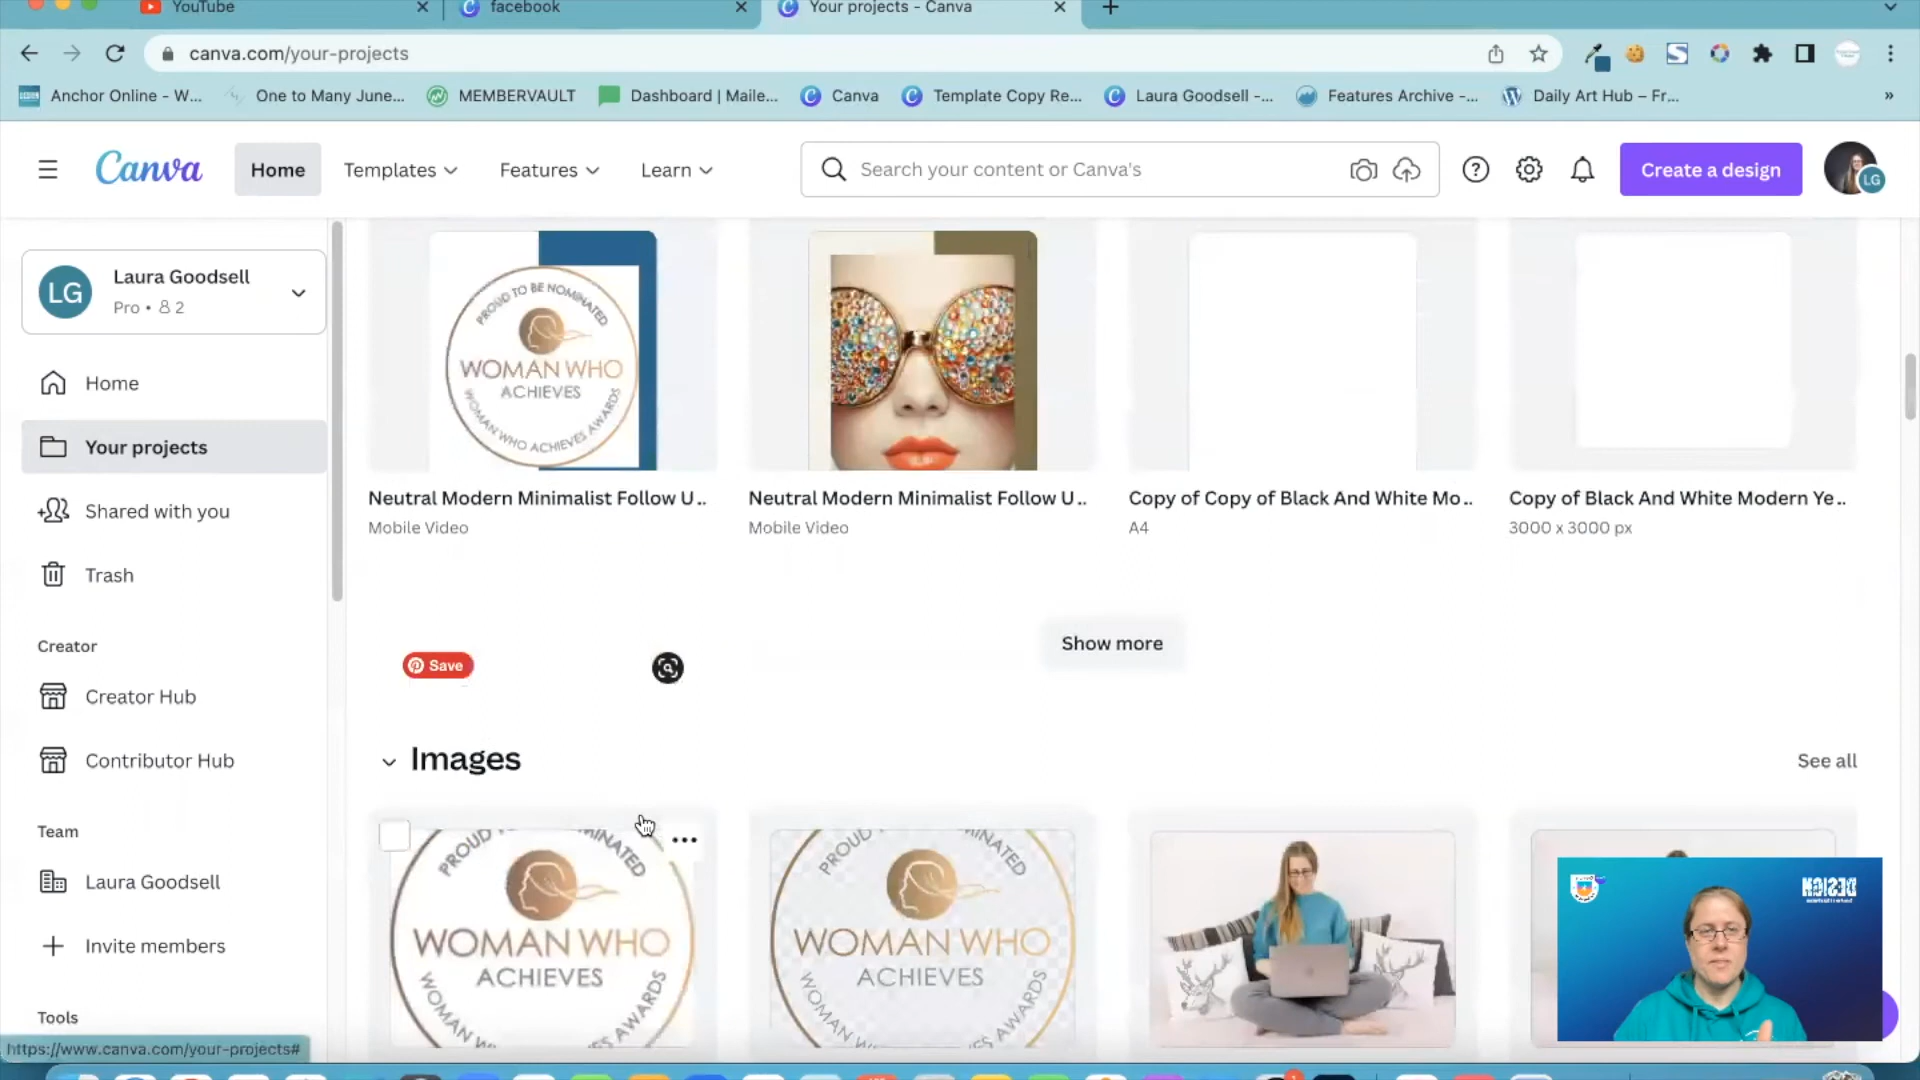 YouTube
facebook
Your projects - Canva
canva.com/your-projects
Anchor Online - W...
One to Many June...
MEMBERVAULT
Dashboard | Maile...
Canva
Template Copy Re...
Laura Goodsell -...
Features Archive -...
Daily Art Hub – Fr...
»
Canva
Home
Templates
Features
Learn
Search your content or Canva's
Create a design
LG
LG
Laura Goodsell
Pro • 2
Home
Your projects
Shared with you
Trash
Creator
Creator Hub
Contributor Hub
Team
Laura Goodsell
Invite members
Tools
https://www.canva.com/your-projects#
PROUD TO BE NOMINATED
WOMAN WHO
ACHIEVES
WOMAN WHO ACHIEVES AWARDS
Neutral Modern Minimalist Follow U..
Mobile Video
Neutral Modern Minimalist Follow U..
Mobile Video
Copy of Copy of Black And White Mo..
A4
Copy of Black And White Modern Ye..
3000 x 3000 px
Show more
Save
Images
See all
WOMAN WHO
ACHIEVES
WOMAN WHO
ACHIEVES
DESIGN